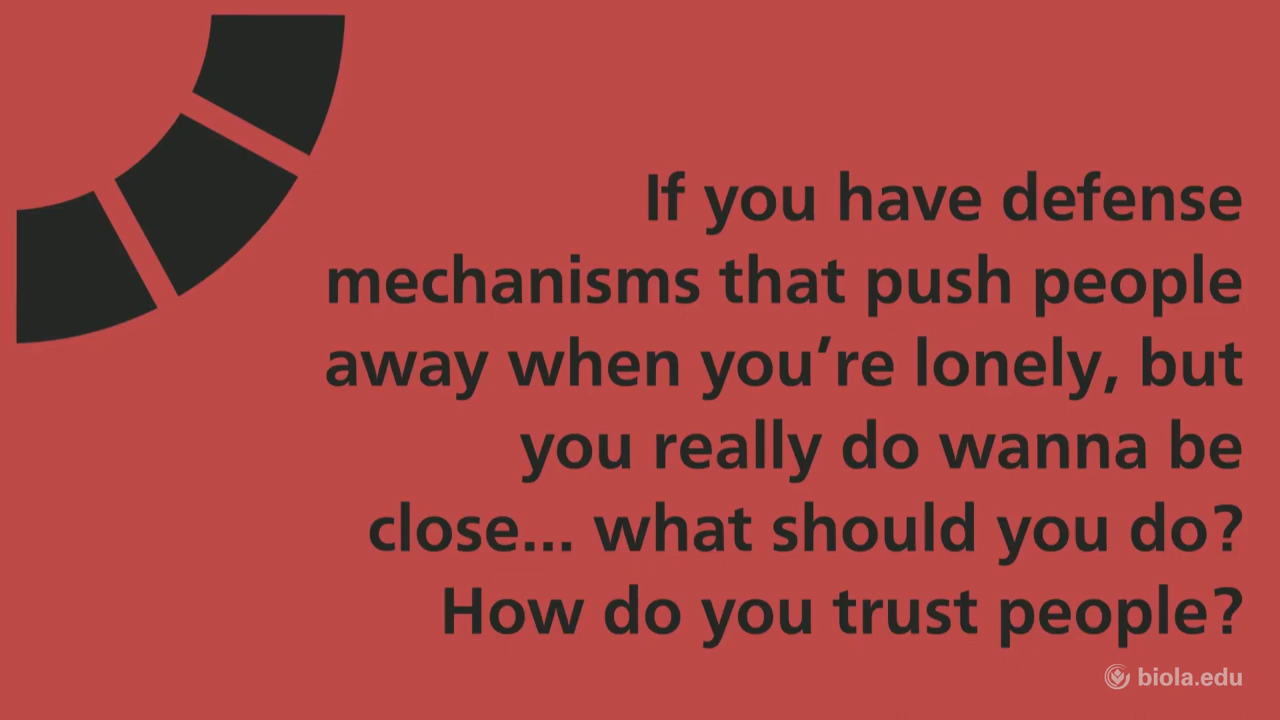 If you have defense
mechanisms that push people
away when you’re lonely, but
you really do wanna be
close... what should you do?
How do you trust people?
biola.edu